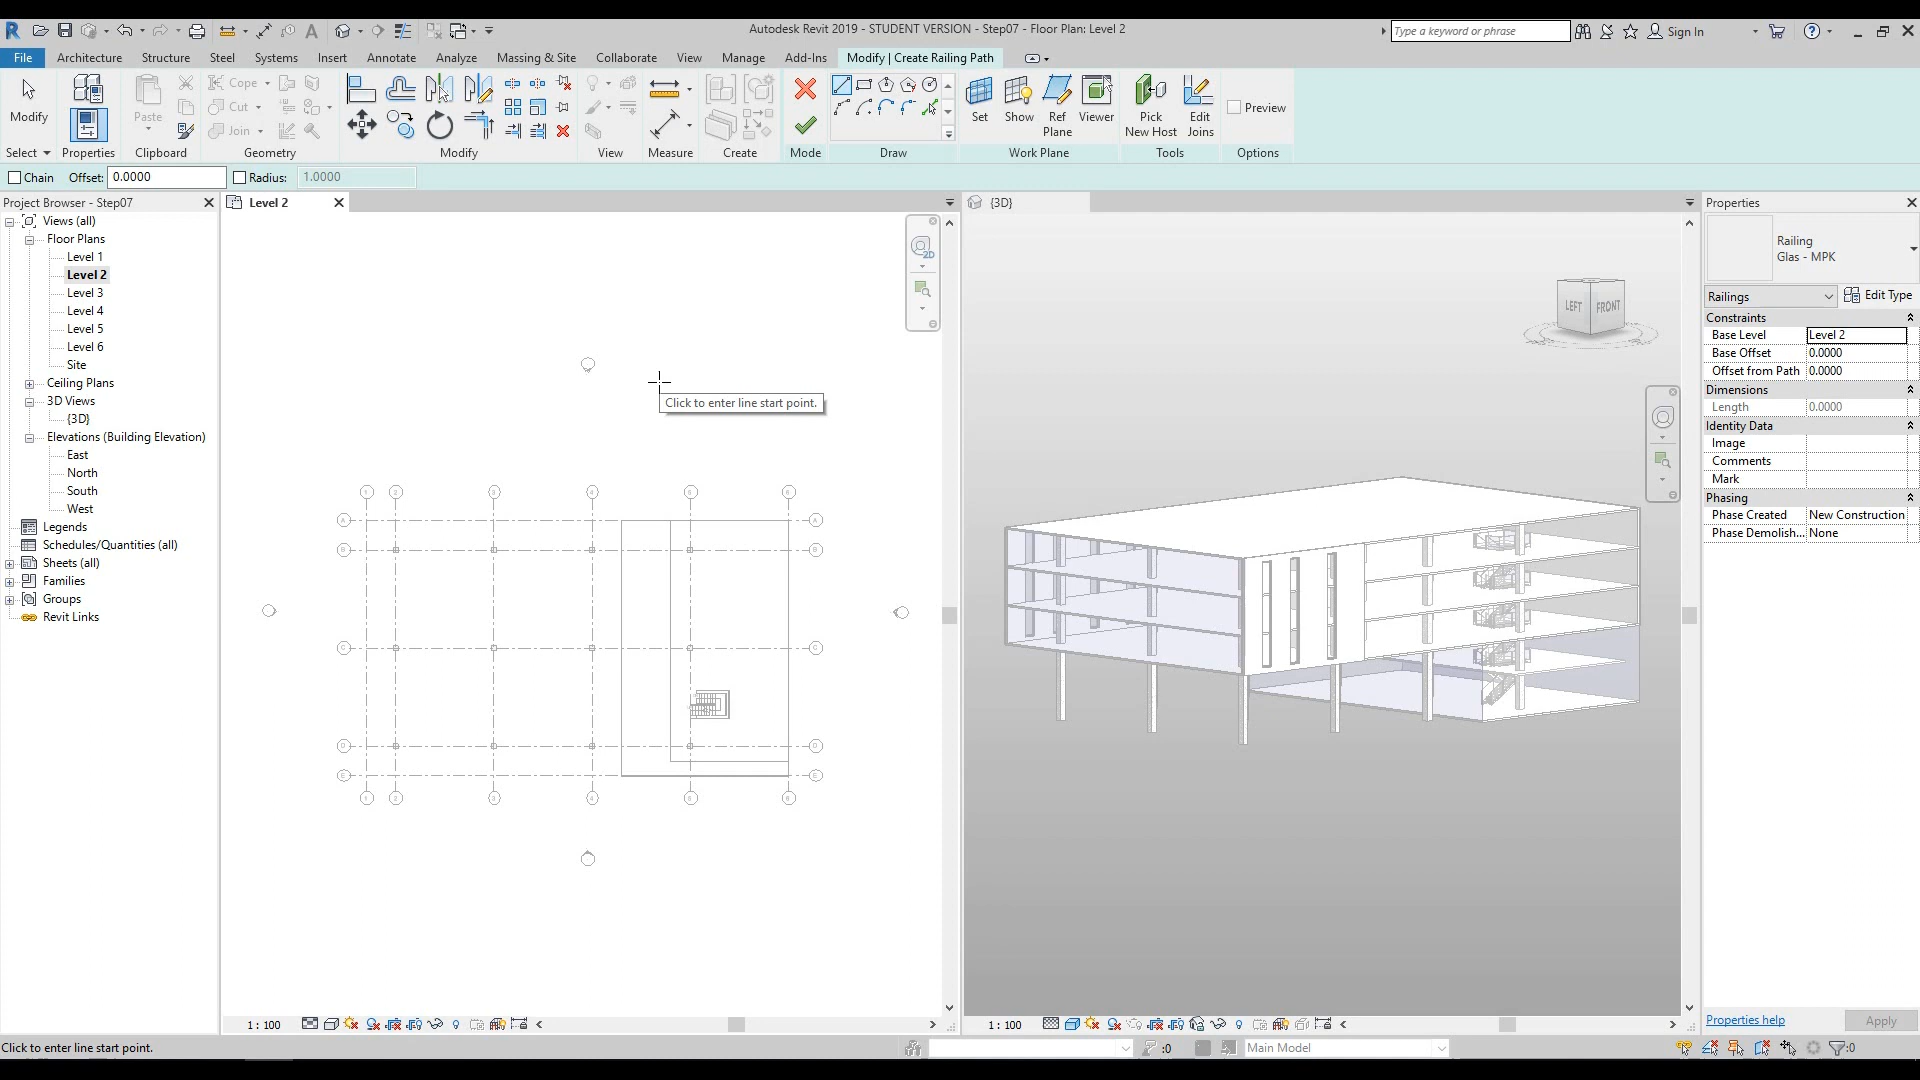 Autodesk Revit 2019 - STUDENT VERSION - Step07 - Floor Plan: Level 2
Type a keyword or phrase
Sign In
File Architecture Structure Steel Systems Insert Annotate Analyze Massing & Site Collaborate View Manage Add-Ins Modify | Create Railing Path
Cope
Cut
Join
Modify
Paste
Set
Show
Ref
Plane
Viewer
Pick
New Host
Edit
Joins
Preview
Select Properties Clipboard Geometry Modify View Measure Create Mode Draw Work Plane Tools Options
Chain Offset: 0.0000 Radius: 1.0000
Project Browser - Step07
Level 2
{3D}
Properties
Views (all)
Floor Plans
Level 1
Level 2
Level 3
Level 4
Level 5
Level 6
Site
Ceiling Plans
3D Views
{3D}
Elevations (Building Elevation)
East
North
South
West
Legends
Schedules/Quantities (all)
Sheets (all)
Families
Groups
Revit Links
2D
Click to enter line start point.
LEFT
FRONT
Railing
Glas - MPK
Railings
Edit Type
Constraints
Base Level Level 2
Base Offset 0.0000
Offset from Path 0.0000
Dimensions
Length 0.0000
Identity Data
Image
Comments
Mark
Phasing
Phase Created New Construction
Phase Demolish... None
Properties help
Apply
1 : 100
1 : 100
Click to enter line start point.
:0
Main Model
:0